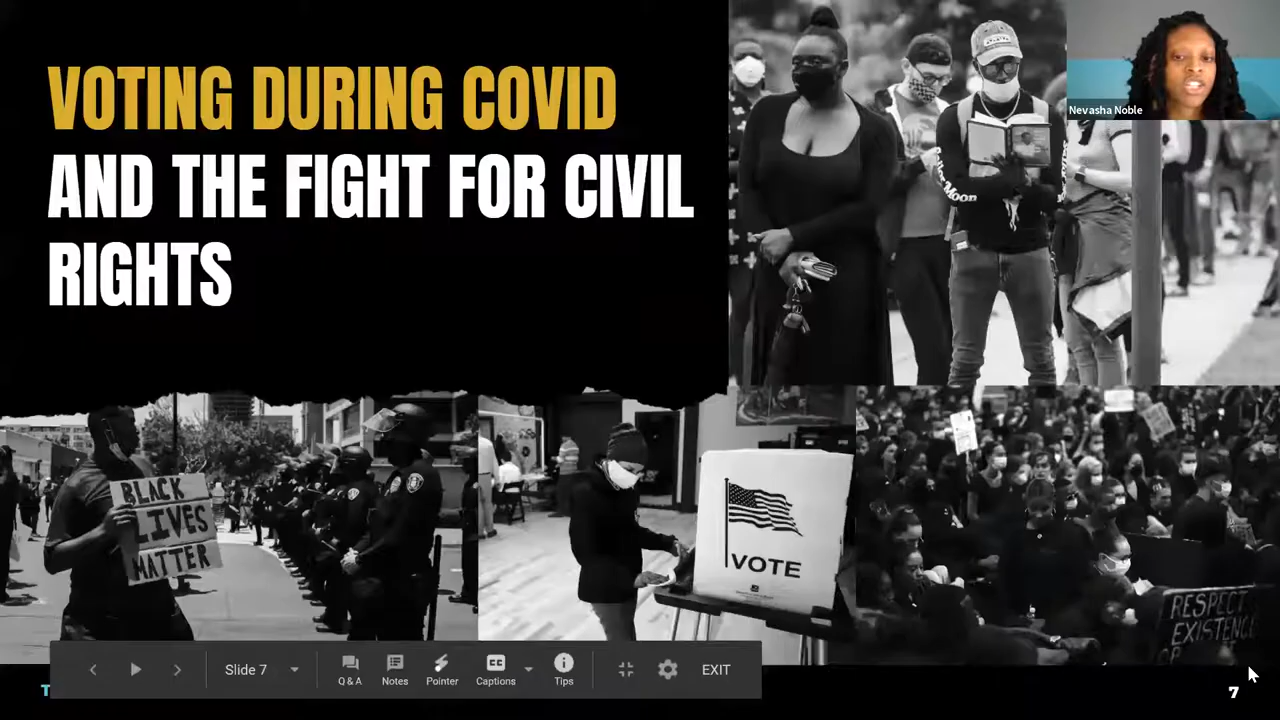 VOTING DURING COVID
AND THE FIGHT FOR CIVIL
RIGHTS
Nevasha Noble
BLACK
LIVES
MATTER
VOTE
RESPECT
EXISTENCE
Slide 7
Q & A
Notes
Pointer
Captions
Tips
EXIT
T
7